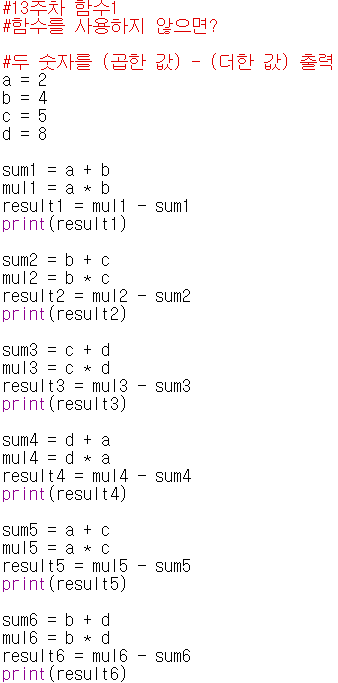 #13주차 함수1
#함수를 사용하지 않으면?
#두 숫자를 (곱한 값) - (더한 값) 출력
a = 2
b = 4
c = 5
d = 8
sum1 = a + b
mul1 = a * b
result1 = mul1 - sum1
print(result1)
sum2 = b + c
mul2 = b * c
result2 = mul2 - sum2
print(result2)
sum3 = c + d
mul3 = c * d
result3 = mul3 - sum3
print(result3)
sum4 = d + a
mul4 = d * a
result4 = mul4 - sum4
print(result4)
sum5 = a + c
mul5 = a * c
result5 = mul5 - sum5
print(result5)
sum6 = b + d
mul6 = b * d
result6 = mul6 - sum6
print(result6)